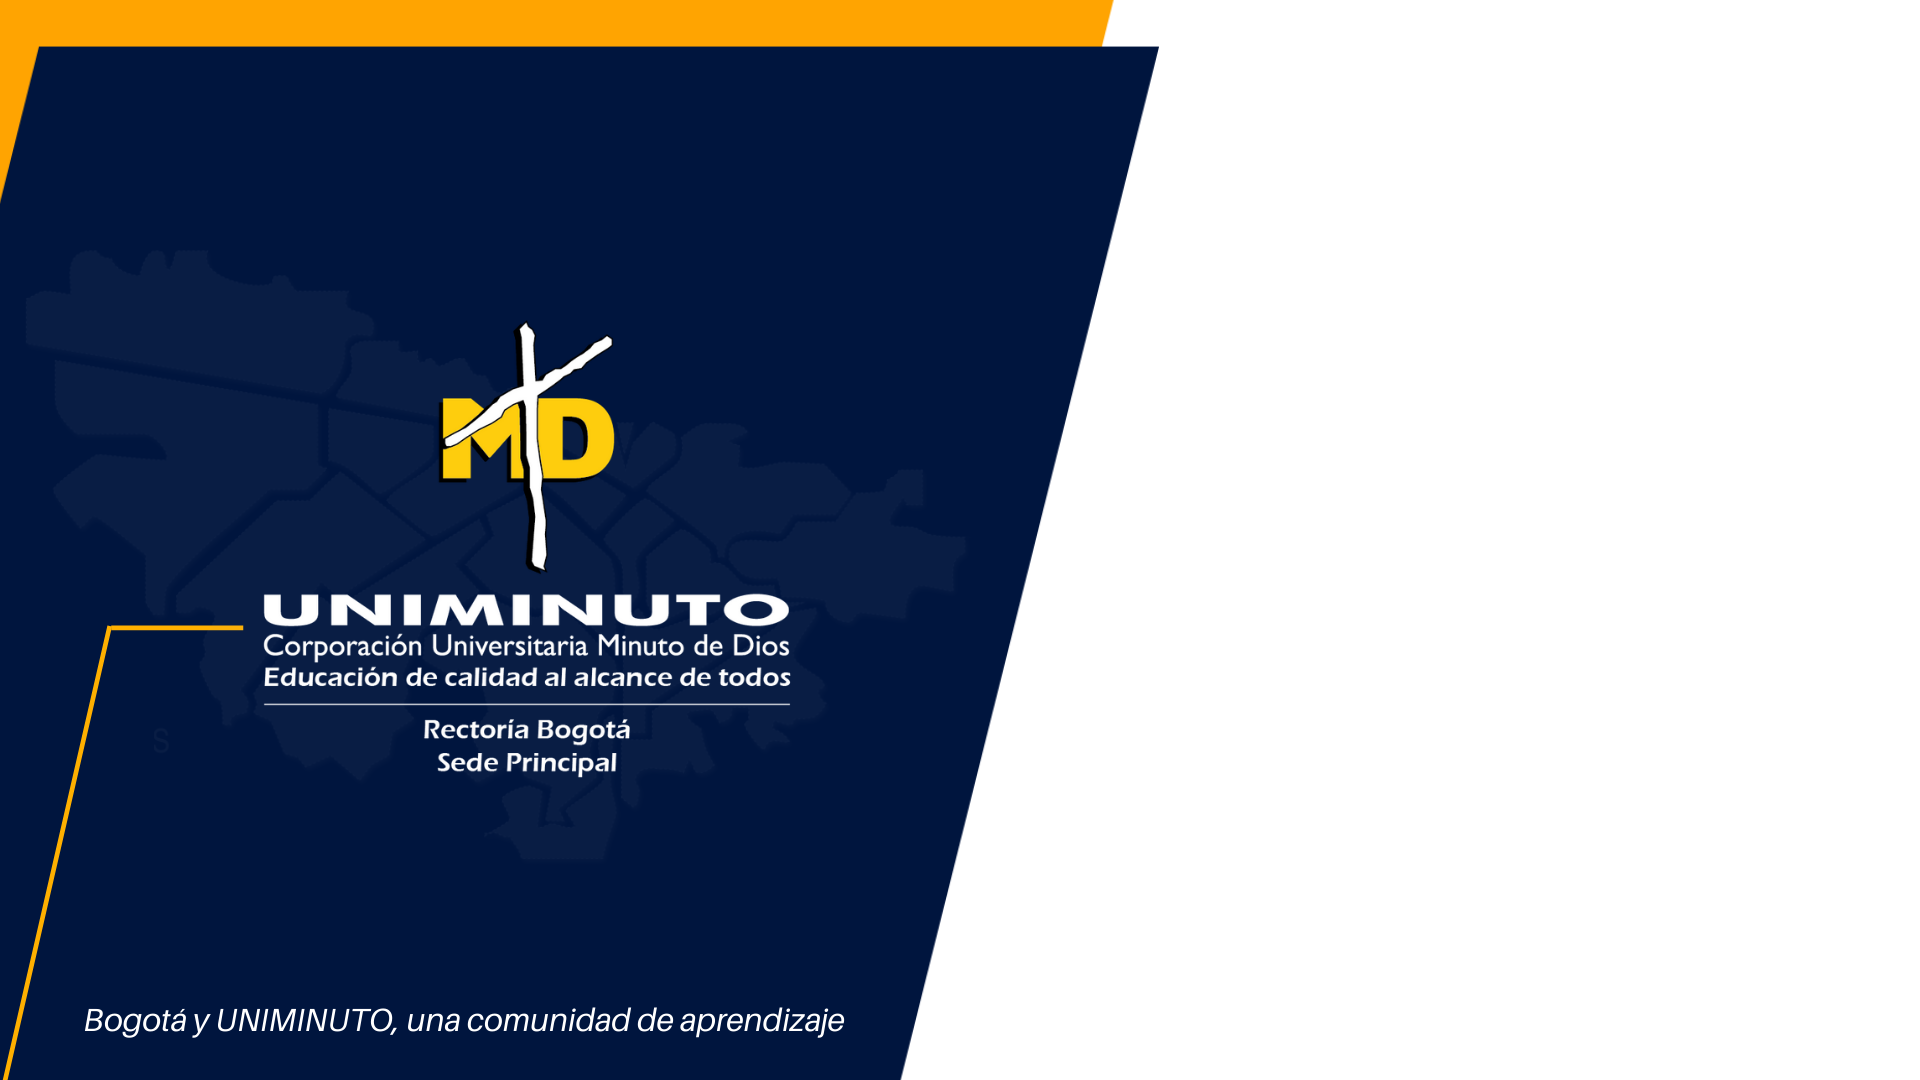 MD
UNIMINUTO
Corporación Universitaria Minuto de Dios
Educación de calidad al alcance de todos
Rectoría Bogotá
Sede Principal
S
Bogotá y UNIMINUTO, una comunidad de aprendizaje